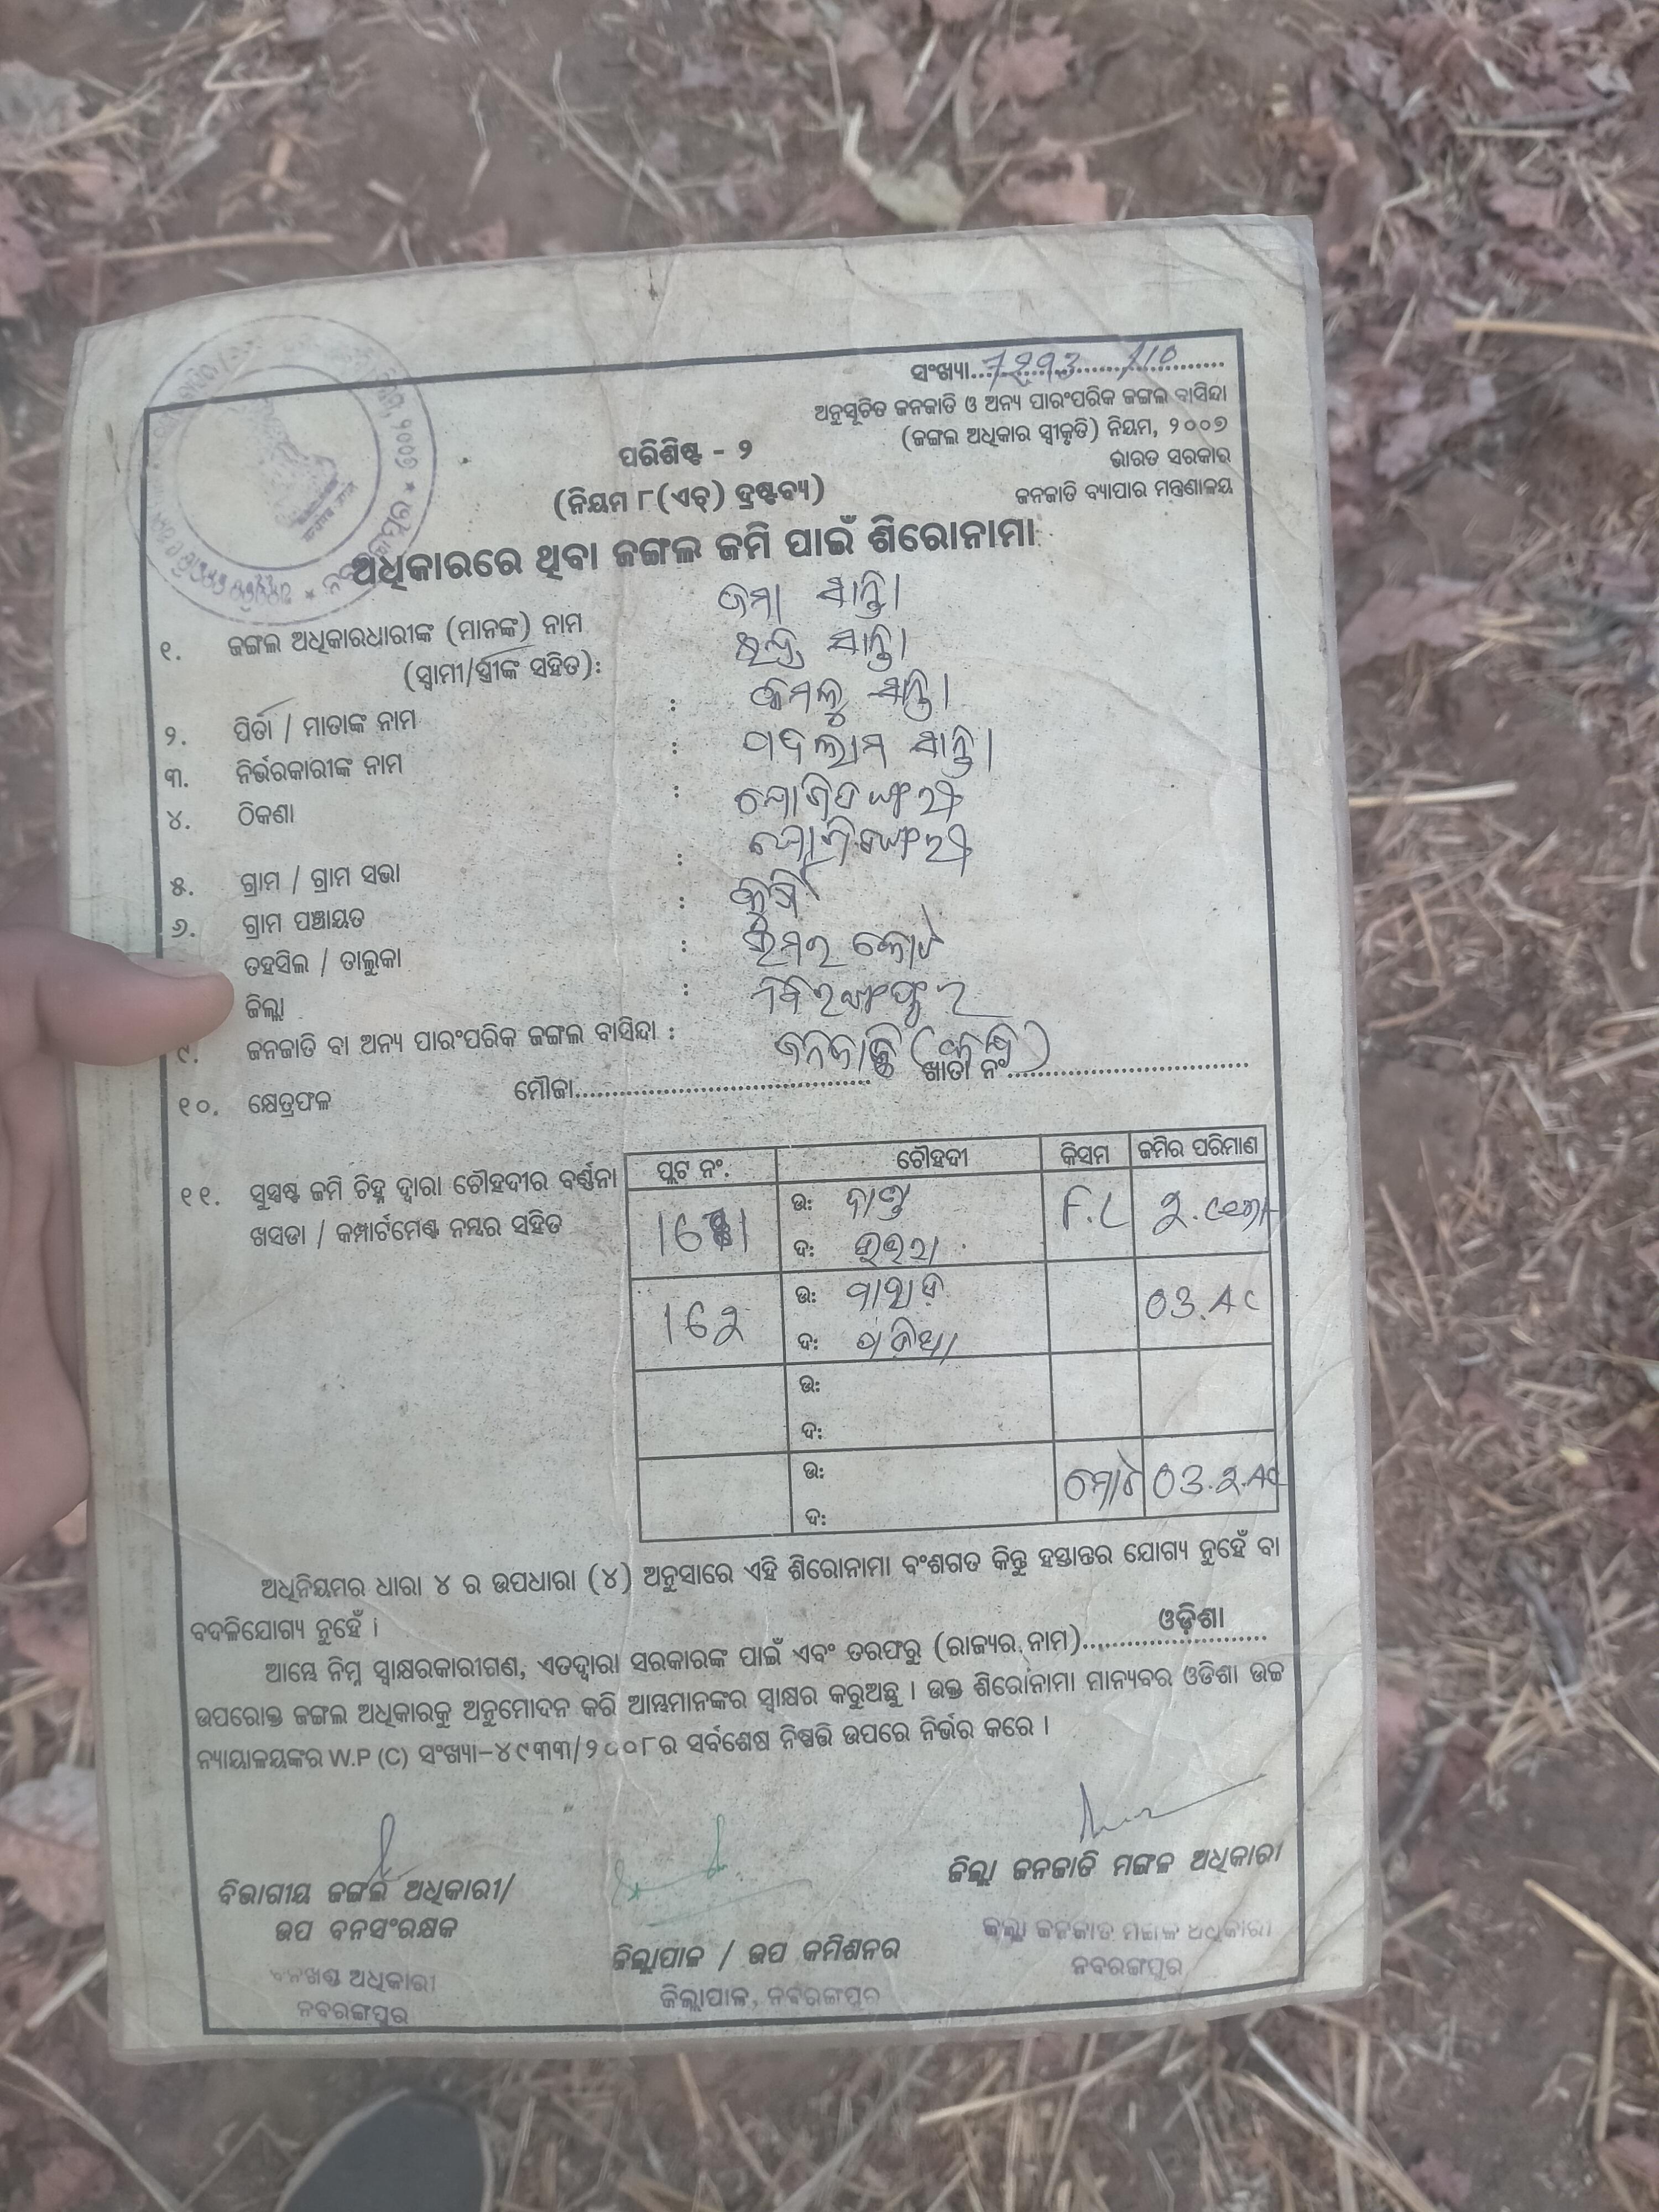 ସଂଖ୍ୟା...7293...../10......
ଅନୁସୂଚିତ ଜନଜାତି ଓ ଅନ୍ୟ ପାରଂପରିକ ଜଙ୍ଗଲ ବାସିନ୍ଦା
(ଜଙ୍ଗଲ ଅଧିକାର ସ୍ୱୀକୃତି) ନିୟମ, ୨୦୦୭
ଭାରତ ସରକାର
ଜନଜାତି ବ୍ୟାପାର ମନ୍ତ୍ରଣାଳୟ
ପରିଶିଷ୍ଟ - ୨
(ନିୟମ ୮(ଏଚ୍) ଦ୍ରଷ୍ଟବ୍ୟ)
ଅଧିକାରରେ ଥିବା ଜଙ୍ଗଲ ଜମି ପାଇଁ ଶିରୋନାମା
୧. ଜଙ୍ଗଲ ଅଧିକାରଧାରୀଙ୍କ (ମାନଙ୍କ) ନାମ ସାନ୍ତା
(ସ୍ୱାମୀ/ସ୍ତ୍ରୀଙ୍କ ସହିତ): ସାନ୍ତା
୨. ପିତା / ମାତାଙ୍କ ନାମ : କମଲୁ ସାନ୍ତା
୩. ନିର୍ଭରକାରୀଙ୍କ ନାମ : ସାନ୍ତା
୪. ଠିକଣା :
୫. ଗ୍ରାମ / ଗ୍ରାମ ସଭା :
୬. ଗ୍ରାମ ପଞ୍ଚାୟତ :
ତହସିଲ / ତାଲୁକା :
ଜିଲ୍ଲା :
୯. ଜନଜାତି ବା ଅନ୍ୟ ପାରଂପରିକ ଜଙ୍ଗଲ ବାସିନ୍ଦା : ଜନଜାତି
୧୦. କ୍ଷେତ୍ରଫଳ ମୌଜା............ ଖାତା ନଂ............
୧୧. ସୁସ୍ପଷ୍ଟ ଜମି ଚିହ୍ନ ଦ୍ୱାରା ଚୌହଦୀର ବର୍ଣ୍ଣନା
ଖସଡା / କମ୍ପାର୍ଟମେଣ୍ଟ ନମ୍ବର ସହିତ
ପ୍ଲଟ ନଂ. ଚୌହଦୀ କିସମ ଜମିର ପରିମାଣ
ଉ: ଦାଣ୍ଡ F.C
ଦ:
162 ଉ: ପାହାଡ଼ 03.AC
ଦ:
ଉ:
ଦ:
ଉ: ମୋଟ 03.2.AC
ଦ:
ଅଧିନିୟମର ଧାରା ୪ ର ଉପଧାରା (୪) ଅନୁସାରେ ଏହି ଶିରୋନାମା ବଂଶଗତ କିନ୍ତୁ ହସ୍ତାନ୍ତର ଯୋଗ୍ୟ ନୁହେଁ ବା
ବଦଳିଯୋଗ୍ୟ ନୁହେଁ ।
ଆମ୍ଭେ ନିମ୍ନ ସ୍ୱାକ୍ଷରକାରୀଗଣ, ଏତଦ୍ୱାରା ସରକାରଙ୍କ ପାଇଁ ଏବଂ ତରଫରୁ (ରାଜ୍ୟର ନାମ)......ଓଡ଼ିଶା......
ଉପରୋକ୍ତ ଜଙ୍ଗଲ ଅଧିକାରକୁ ଅନୁମୋଦନ କରି ଆମ୍ଭମାନଙ୍କର ସ୍ୱାକ୍ଷର କରୁଅଛୁ । ଉକ୍ତ ଶିରୋନାମା ମାନ୍ୟବର ଓଡିଶା ଉଚ୍ଚ
ନ୍ୟାୟାଳୟଙ୍କର W.P (C) ସଂଖ୍ୟା-୪୯୩୩/୨୦୦୮ର ସର୍ବଶେଷ ନିଷ୍ପତ୍ତି ଉପରେ ନିର୍ଭର କରେ ।
ବିଭାଗୀୟ ଜଙ୍ଗଲ ଅଧିକାରୀ/
ଉପ ବନସଂରକ୍ଷକ
ବନଖଣ୍ଡ ଅଧିକାରୀ
ନବରଙ୍ଗପୁର
ଜିଲ୍ଲାପାଳ / ଉପ କମିଶନର
ଜିଲ୍ଲାପାଳ, ନବରଙ୍ଗପୁର
ଜିଲ୍ଲା ଜନଜାତି ମଙ୍ଗଳ ଅଧିକାରୀ
ଜିଲ୍ଲା ଜନଜାତି ମଙ୍ଗଳ ଅଧିକାରୀ
ନବରଙ୍ଗପୁର